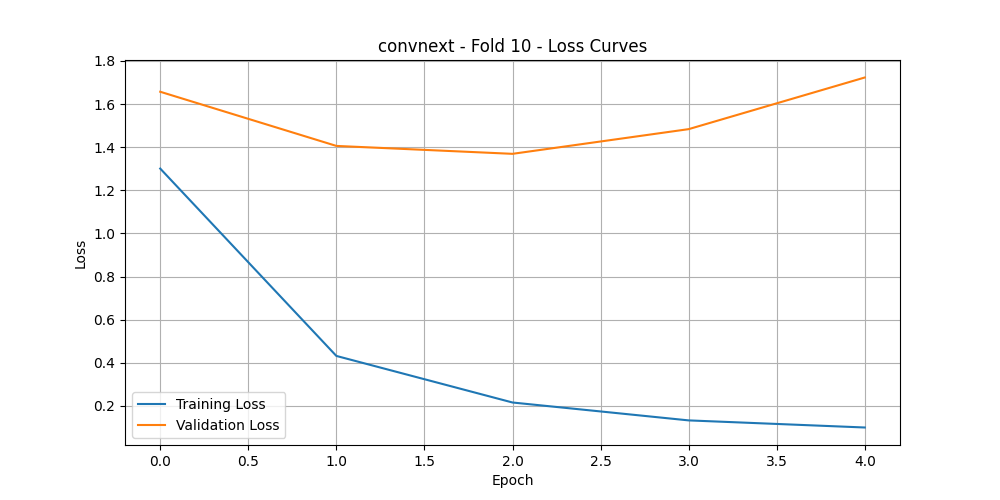 convnext - Fold 10 - Loss Curves
1.8
1.6
1.4
1.2
1.0
0.8
0.6
0.4
0.2
Loss
Training Loss
Validation Loss
0.0 0.5 1.0 1.5 2.0 2.5 3.0 3.5 4.0
Epoch